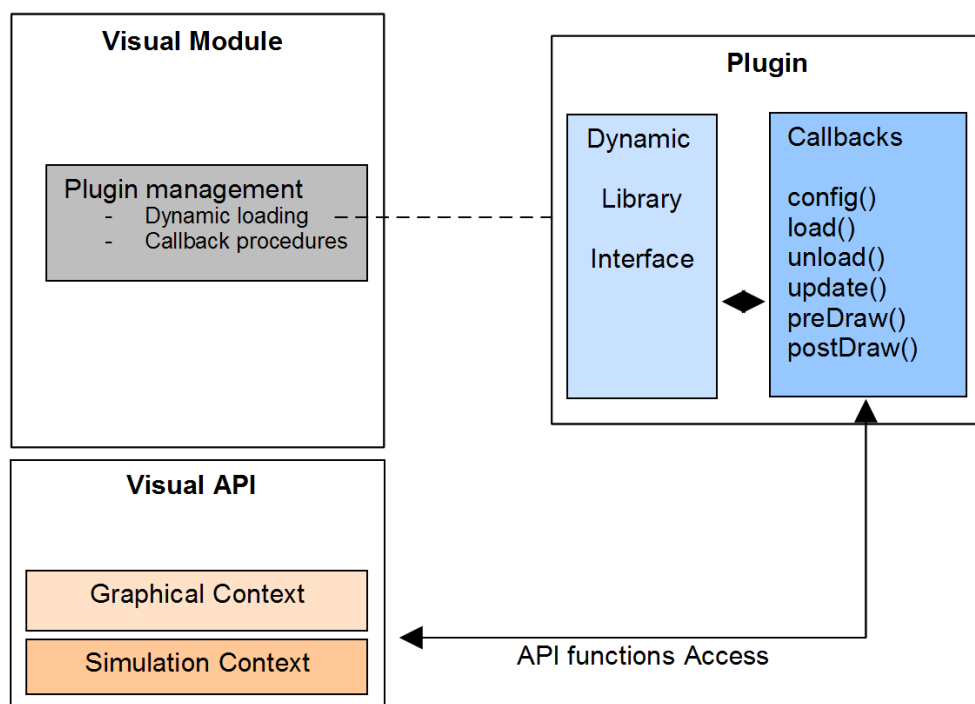 Visual Module
Plugin management
- Dynamic loading
- Callback procedures
Plugin
Dynamic
Library
Interface
Callbacks
config()
load()
unload()
update()
preDraw()
postDraw()
Visual API
Graphical Context
Simulation Context
API functions Access